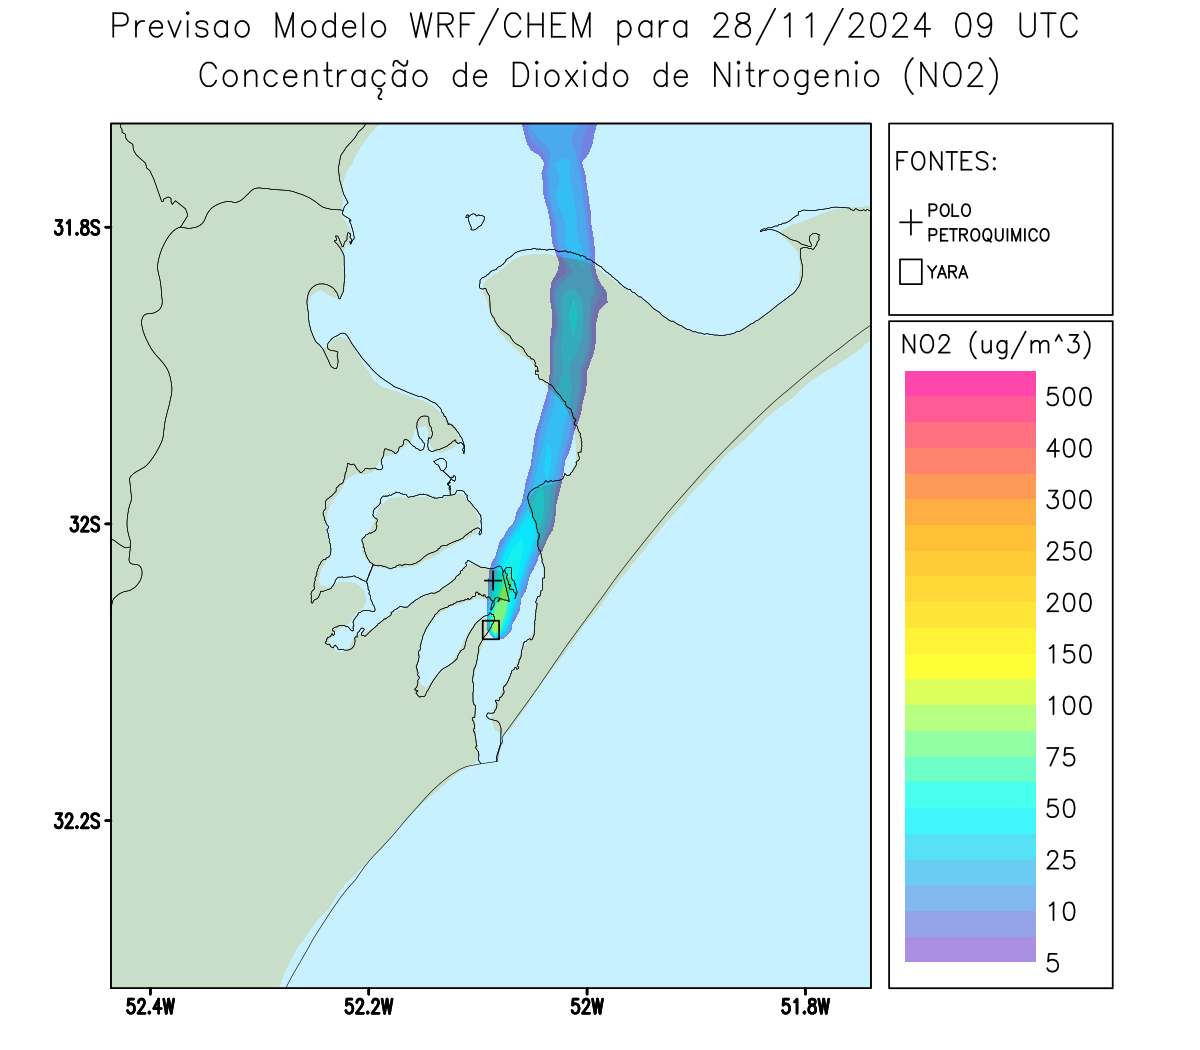 Previsao Modelo WRF/CHEM para 28/11/2024 09 UTC
Concentração de Dioxido de Nitrogenio (NO2)
FONTES:
POLO
PETROQUIMICO
YARA
NO2 (ug/m^3)
500
400
300
250
200
150
100
75
50
25
10
5
31.8S
32S
32.2S
52.4W
52.2W
52W
51.8W